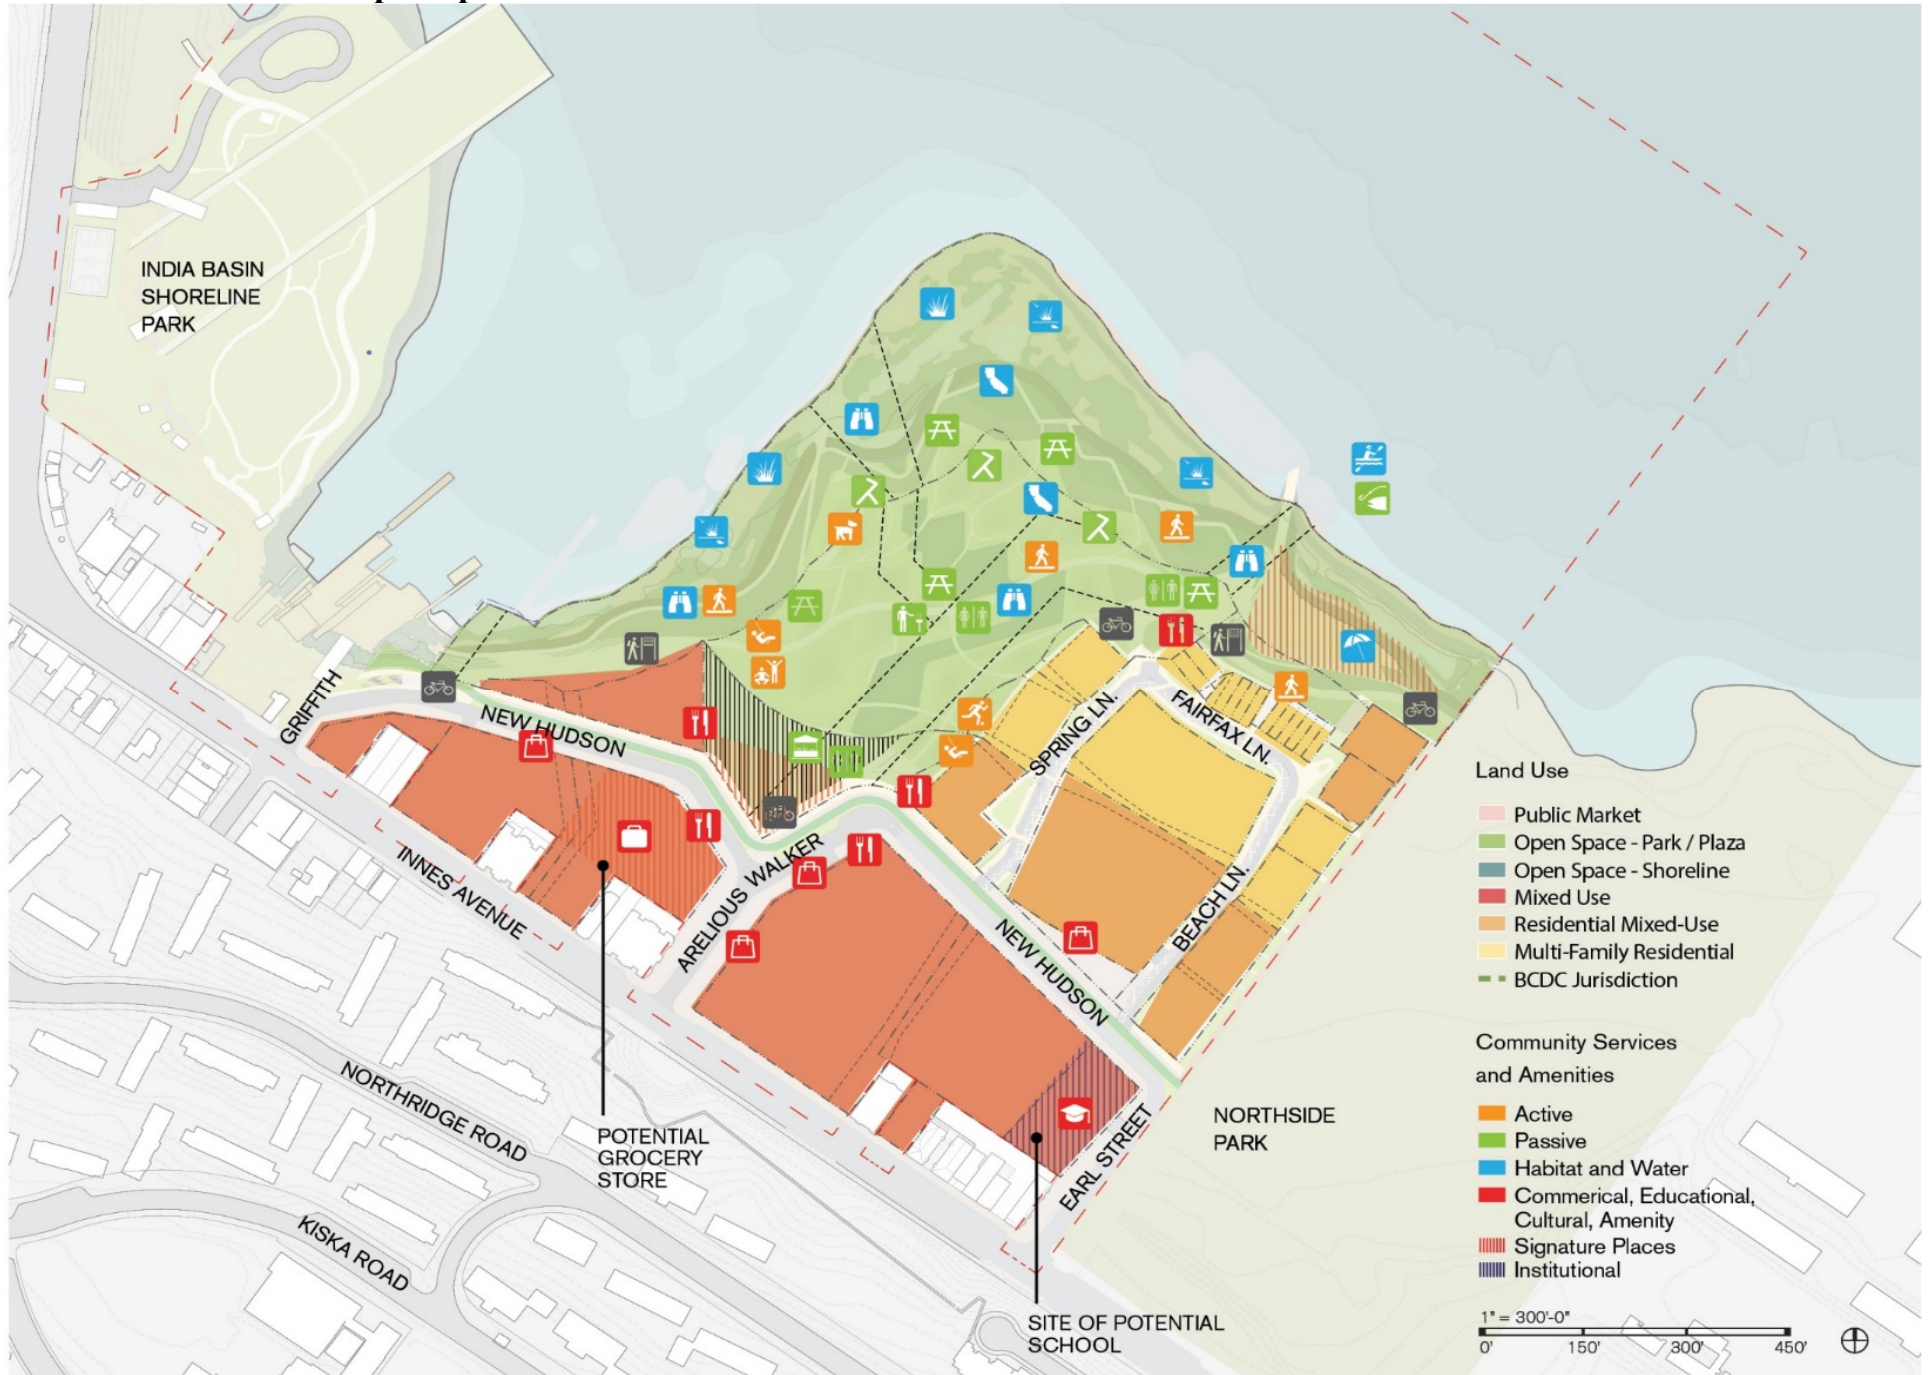 INDIA BASIN
SHORELINE
PARK
GRIFFITH
NEW HUDSON
SPRING LN.
FAIRFAX LN.
INNES AVENUE
ARELIOUS WALKER
BEACH LN.
NEW HUDSON
NORTHRIDGE ROAD
KISKA ROAD
EARL STREET
POTENTIAL
GROCERY
STORE
NORTHSIDE
PARK
SITE OF POTENTIAL
SCHOOL
Land Use
Public Market
Open Space - Park / Plaza
Open Space - Shoreline
Mixed Use
Residential Mixed-Use
Multi-Family Residential
BCDC Jurisdiction
Community Services
and Amenities
Active
Passive
Habitat and Water
Commerical, Educational,
Cultural, Amenity
Signature Places
Institutional
1" = 300'-0"
0' 150' 300' 450'